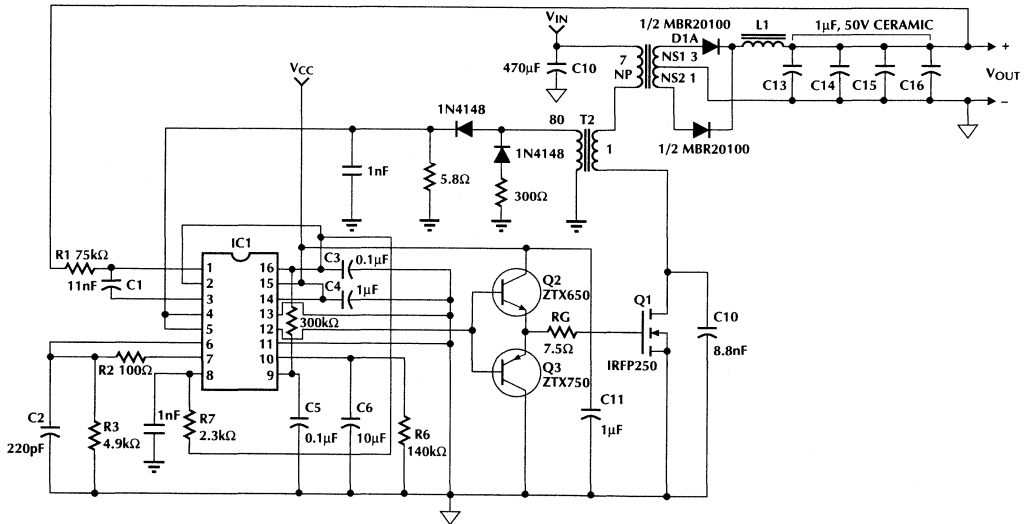 VIN
1/2 MBR20100
D1A
L1
1µF, 50V CERAMIC
+
VOUT
−
C13
C14
C15
C16
470µF
C10
7
NP
NS1 3
NS2 1
1/2 MBR20100
VCC
1N4148
80
T2
1
1N4148
1nF
5.8Ω
300Ω
R1 75kΩ
11nF
C1
IC1
1
2
3
4
5
6
7
8
16
15
14
13
12
11
10
9
C3
0.1µF
C4
1µF
300kΩ
Q2
ZTX650
RG
7.5Ω
Q3
ZTX750
Q1
IRFP250
C10
8.8nF
R2 100Ω
C2
220pF
R3
4.9kΩ
1nF
R7
2.3kΩ
C5
0.1µF
C6
10µF
R6
140kΩ
C11
1µF